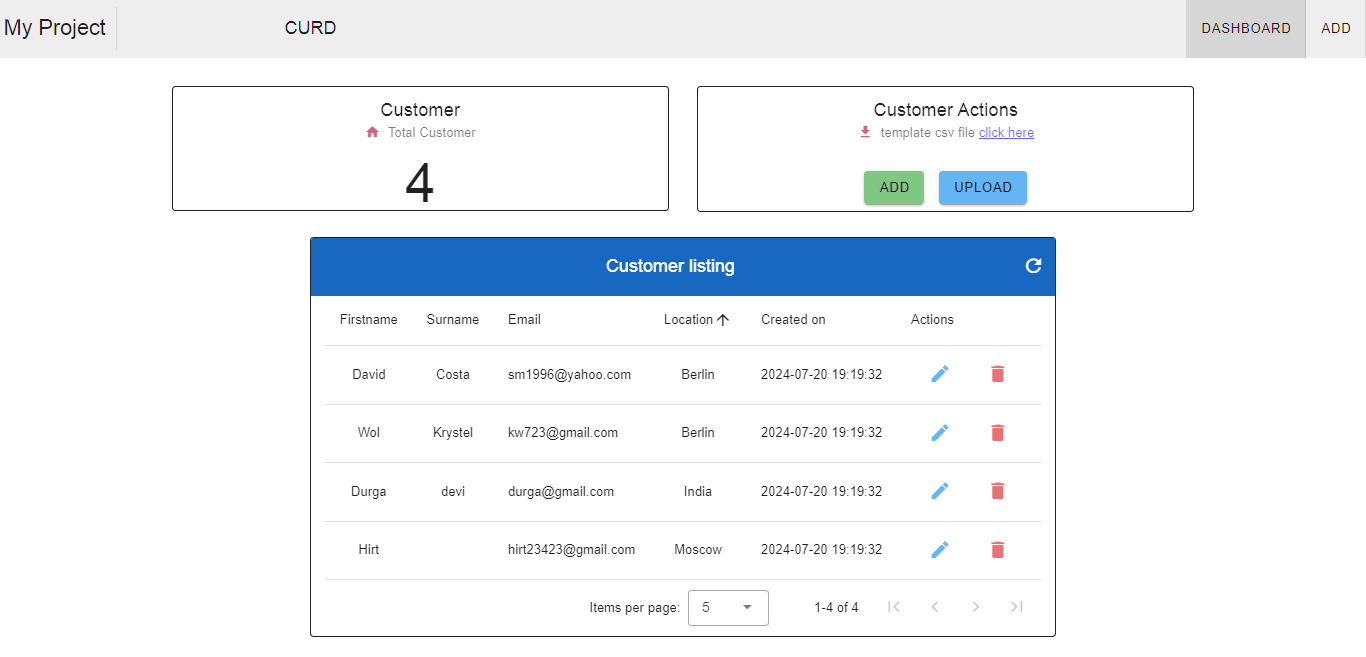 My Project CURD DASHBOARD ADD
Customer
Total Customer
4
Customer Actions
template csv file click here
ADD UPLOAD
Customer listing
Firstname Surname Email Location Created on Actions
David Costa sm1996@yahoo.com Berlin 2024-07-20 19:19:32
Wol Krystel kw723@gmail.com Berlin 2024-07-20 19:19:32
Durga devi durga@gmail.com India 2024-07-20 19:19:32
Hirt hirt23423@gmail.com Moscow 2024-07-20 19:19:32
Items per page: 5 1-4 of 4